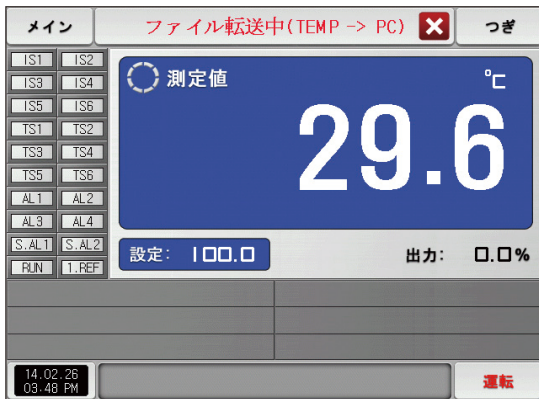 メイン
ファイル転送中(TEMP -> PC)
つぎ
IS1 IS2
IS3 IS4
IS5 IS6
TS1 TS2
TS3 TS4
TS5 TS6
AL1 AL2
AL3 AL4
S.AL1 S.AL2
RUN 1.REF
測定値
℃
29.6
設定: 100.0
出力: 0.0%
14.02.26
03:48 PM
運転